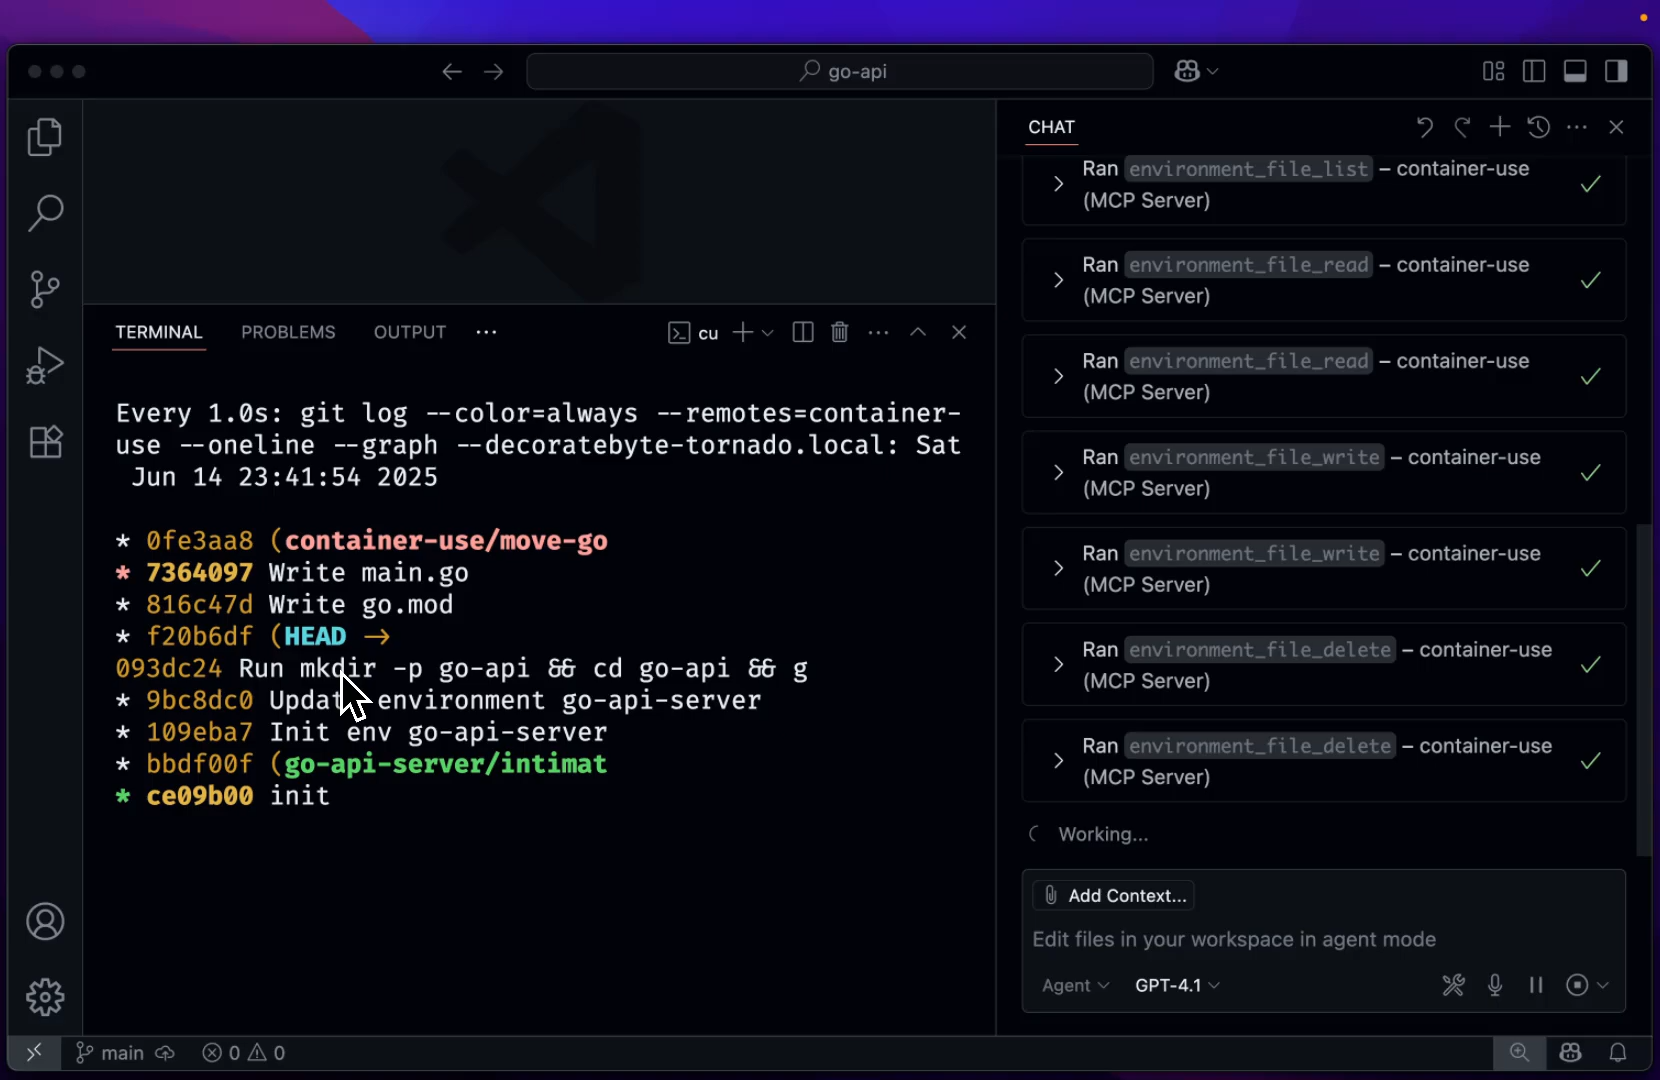 go-api
TERMINAL PROBLEMS OUTPUT ... cu
Every 1.0s: git log --color=always --remotes=container-
use --oneline --graph --decoratebyte-tornado.local: Sat
Jun 14 23:41:54 2025
* 0fe3aa8 (container-use/move-go
* 7364097 Write main.go
* 816c47d Write go.mod
* f20b6df (HEAD ->
093dc24 Run mkdir -p go-api && cd go-api && g
* 9bc8dc0 Update environment go-api-server
* 109eba7 Init env go-api-server
* bbdf00f (go-api-server/intimat
* ce09b00 init
CHAT
Ran environment_file_list – container-use
(MCP Server)
Ran environment_file_read – container-use
(MCP Server)
Ran environment_file_read – container-use
(MCP Server)
Ran environment_file_write – container-use
(MCP Server)
Ran environment_file_write – container-use
(MCP Server)
Ran environment_file_delete – container-use
(MCP Server)
Ran environment_file_delete – container-use
(MCP Server)
Working...
Add Context...
Edit files in your workspace in agent mode
Agent GPT-4.1
main 0 0